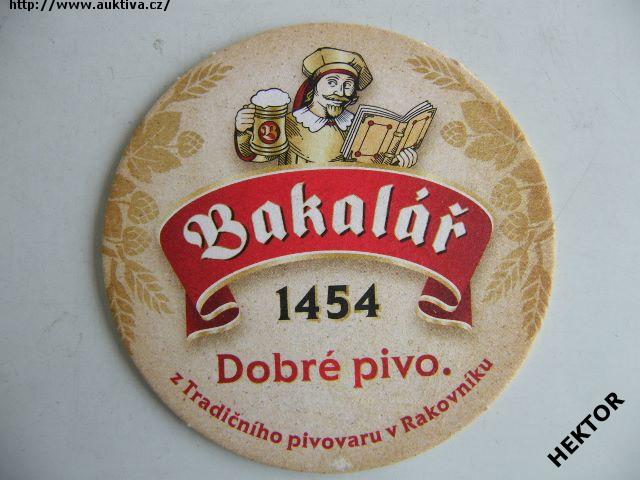 http://www.auktiva.cz/
B
Bakalář
1454
Dobré pivo.
z Tradičního pivovaru v Rakovníku
HEKTOR